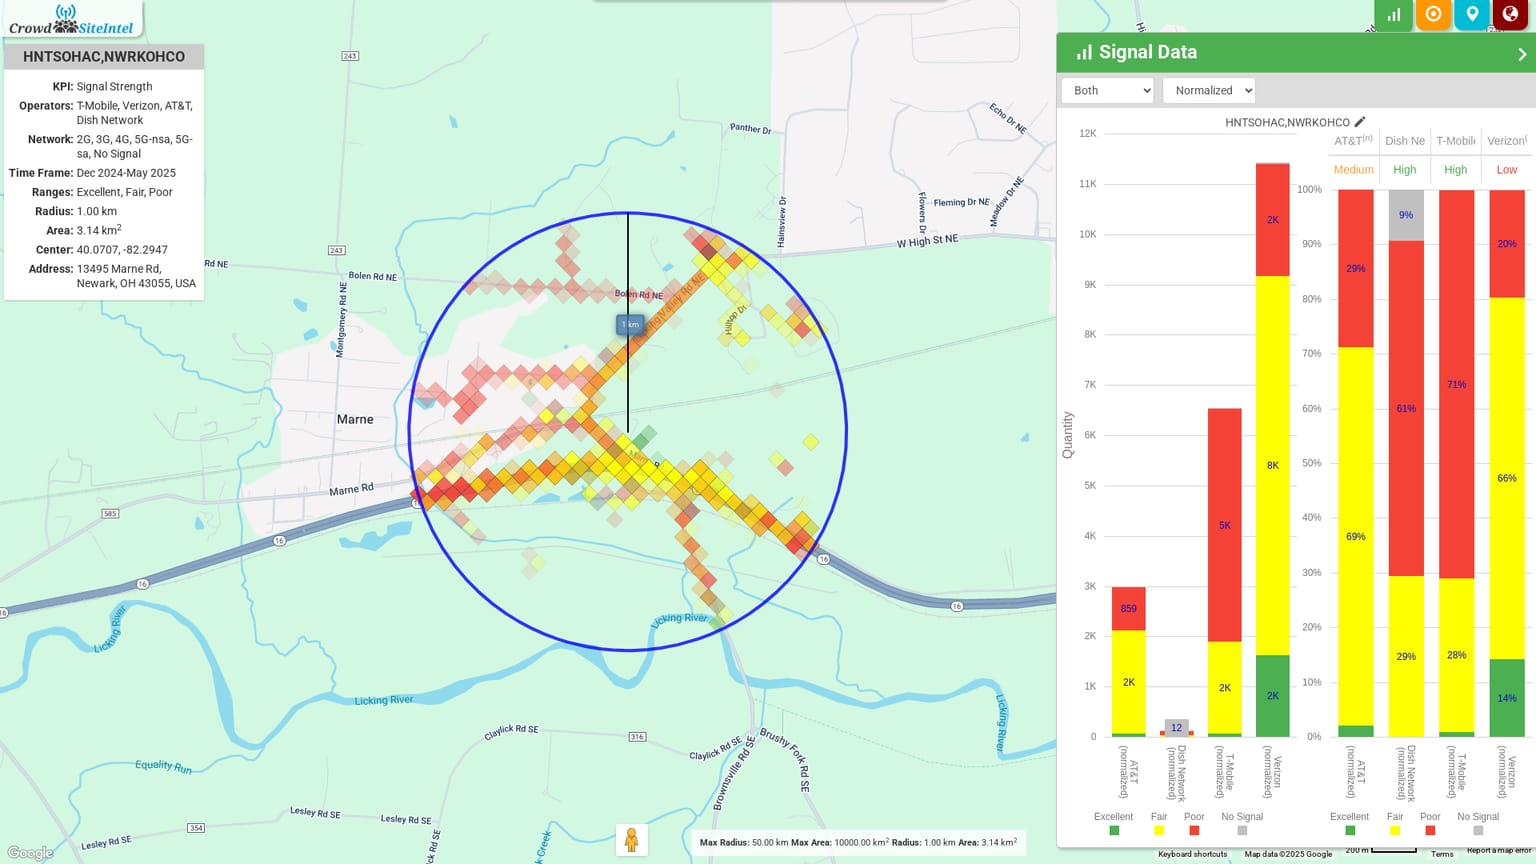 CrowdSiteIntel
HNTSOHAC,NWRKOHCO
KPI: Signal Strength
Operators: T-Mobile, Verizon, AT&T,
Dish Network
Network: 2G, 3G, 4G, 5G-nsa, 5G-
sa, No Signal
Time Frame: Dec 2024-May 2025
Ranges: Excellent, Fair, Poor
Radius: 1.00 km
Area: 3.14 km²
Center: 40.0707, -82.2947
Address: 13495 Marne Rd,
Newark, OH 43055, USA
243
Panther Dr
Echo Dr NE
Meadow Dr NE
Flowers Dr
Fleming Dr NE
Hainsview Dr
W High St NE
243
Rd NE
Bolen Rd NE
Bolen Rd NE
Montgomery Rd NE
Valley Rd NE
Hilltop Dr
1 km
Marne
Marne Rd
585
16
16
16
16
16
Licking River
Licking River
Licking River
Licking River
Claylick Rd SE
316
Claylick Rd SE
Brownsville Rd SE
Brushy Fork Rd SE
Equality Run
Lesley Rd SE
Lesley Rd SE
Lesley Rd SE
354
ck Rd SE
k Creek
Google
Max Radius: 50.00 km Max Area: 10000.00 km² Radius: 1.00 km Area: 3.14 km²
Signal Data
Both
Normalized
HNTSOHAC,NWRKOHCO
12K
11K
10K
9K
8K
7K
6K
5K
4K
3K
2K
1K
0
Quantity
859
2K
12
5K
2K
2K
8K
2K
AT&T (normalized)
Dish Network (normalized)
T-Mobile (normalized)
Verizon (normalized)
Excellent
Fair
Poor
No Signal
AT&T(n)
Dish Ne
T-Mobile
Verizon(
Medium
High
High
Low
100%
90%
80%
70%
60%
50%
40%
30%
20%
10%
0%
29%
69%
9%
61%
29%
71%
28%
20%
66%
14%
AT&T (normalized)
Dish Network (normalized)
T-Mobile (normalized)
Verizon (normalized)
Excellent
Fair
Poor
No Signal
Keyboard shortcuts
Map data ©2025 Google
200 m
Terms
Report a map error